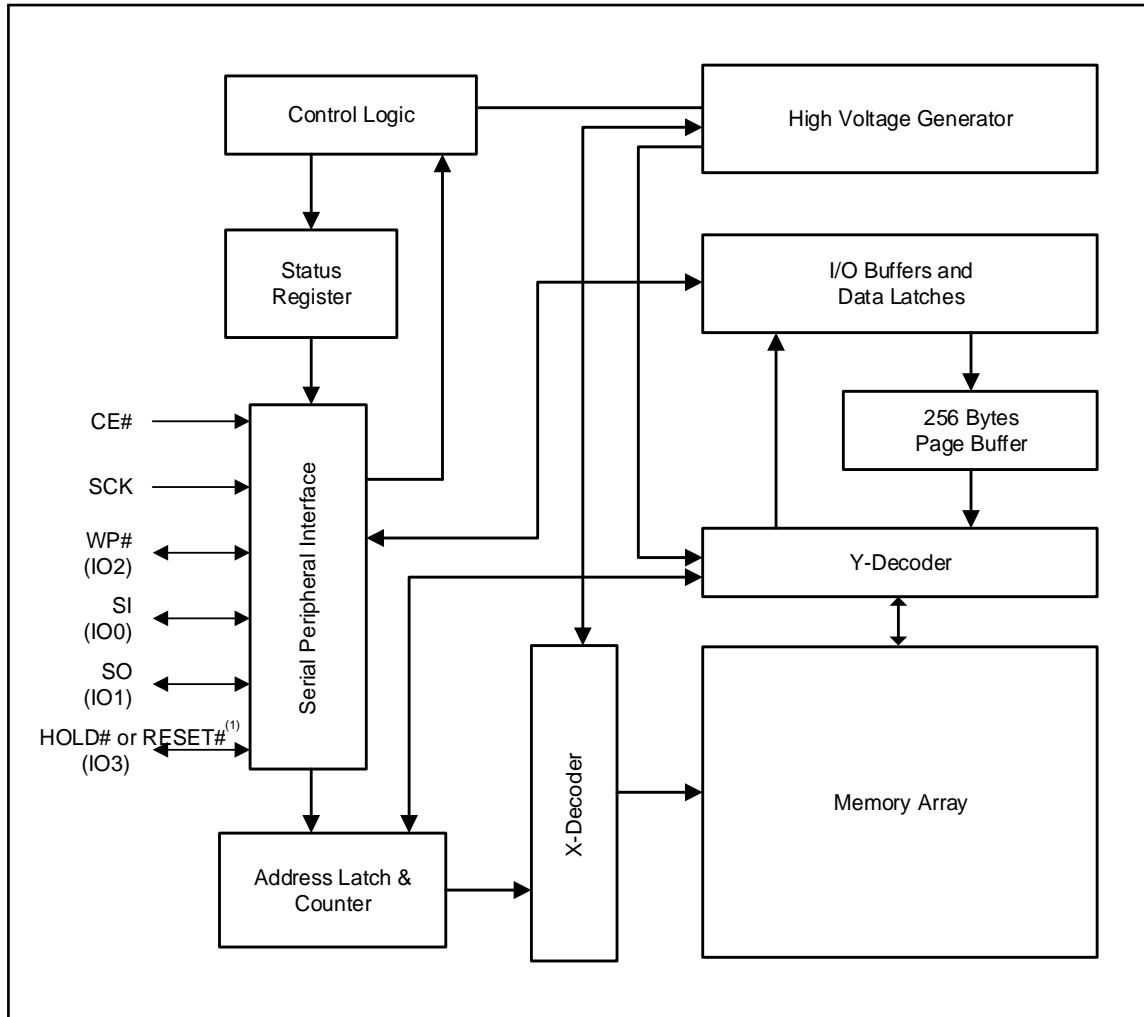 Control Logic
High Voltage Generator
Status
Register
I/O Buffers and
Data Latches
256 Bytes
Page Buffer
CE#
SCK
WP#
(IO2)
SI
(IO0)
SO
(IO1)
HOLD# or RESET#(1)
(IO3)
Serial Peripheral Interface
Y-Decoder
X-Decoder
Memory Array
Address Latch &
Counter